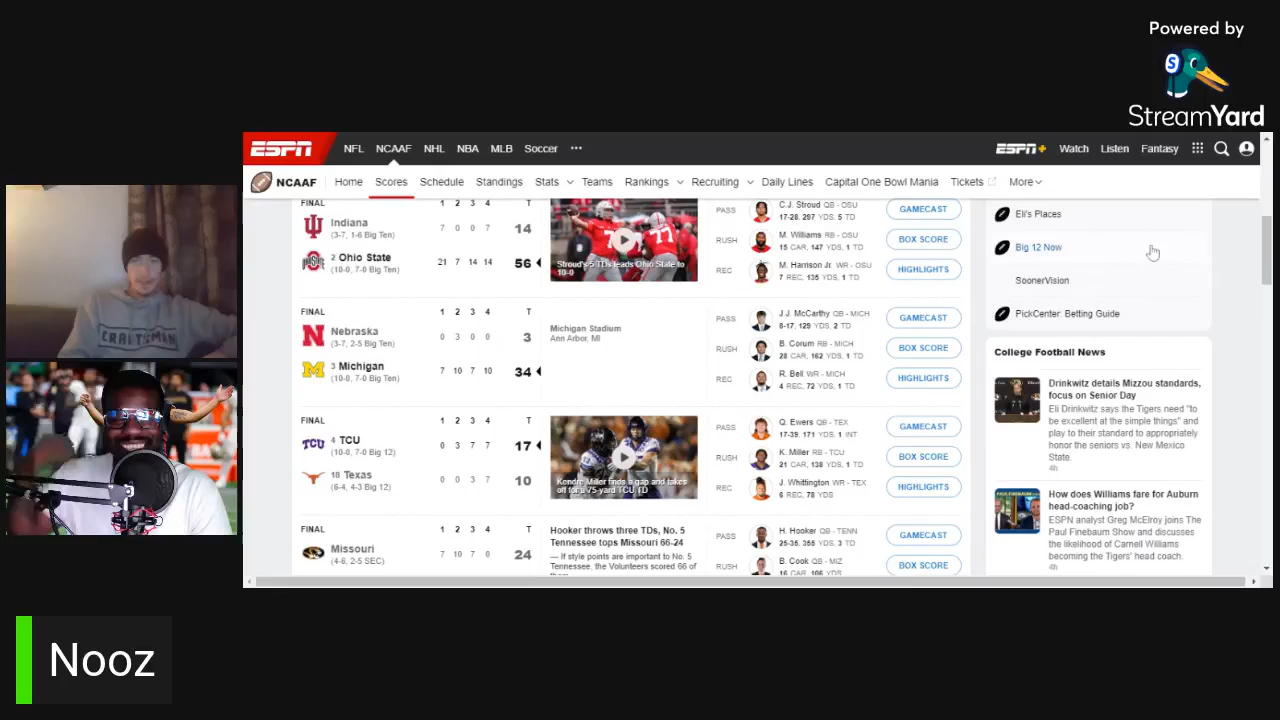 Powered by
S
StreamYard
ESPN NFL NCAAF NHL NBA MLB Soccer ••• ESPN+ Watch Listen Fantasy
NCAAF Home Scores Schedule Standings Stats Teams Rankings Recruiting Daily Lines Capital One Bowl Mania Tickets More
FINAL 1 2 3 4 T
Indiana 7 0 0 7 14
(3-7, 1-6 Big Ten)
2 Ohio State 21 7 14 14 56
(10-0, 7-0 Big Ten)
Stroud's 5 TDs leads Ohio State to
10-0
PASS C.J. Stroud QB - OSU
17-28, 297 YDS, 5 TD
RUSH M. Williams RB - OSU
15 CAR, 147 YDS, 1 TD
REC M. Harrison Jr. WR - OSU
7 REC, 135 YDS, 1 TD
GAMECAST
BOX SCORE
HIGHLIGHTS
1 2 3 4 T
Nebraska 0 3 0 0 3
(3-7, 2-5 Big Ten)
3 Michigan 7 10 7 10 34
(10-0, 7-0 Big Ten)
Michigan Stadium
Ann Arbor, MI
PASS J.J. McCarthy QB - MICH
8-17, 129 YDS, 2 TD
RUSH B. Corum RB - MICH
28 CAR, 162 YDS, 1 TD
REC R. Bell WR - MICH
4 REC, 72 YDS, 1 TD
GAMECAST
BOX SCORE
HIGHLIGHTS
FINAL 1 2 3 4 T
TCU 4 TCU 0 3 7 7 17
(10-0, 7-0 Big 12)
18 Texas 0 0 3 7 10
(6-4, 4-3 Big 12)
Kendre Miller finds a gap and takes
off for a 75-yard TCU TD
PASS Q. Ewers QB - TEX
17-39, 171 YDS, 1 INT
RUSH K. Miller RB - TCU
21 CAR, 138 YDS, 1 TD
REC J. Whittington WR - TEX
6 REC, 78 YDS
GAMECAST
BOX SCORE
HIGHLIGHTS
FINAL 1 2 3 4 T
Missouri 7 10 7 0 24
(4-6, 2-5 SEC)
Hooker throws three TDs, No. 5
Tennessee tops Missouri 66-24
— If style points are important to No. 5
Tennessee, the Volunteers scored 66 of
PASS H. Hooker QB - TENN
25-35, 355 YDS, 3 TD
RUSH B. Cook QB - MIZ
16 CAR, 106 YDS
GAMECAST
BOX SCORE
Eli's Places
Big 12 Now
SoonerVision
PickCenter: Betting Guide
College Football News
Drinkwitz details Mizzou standards,
focus on Senior Day
Eli Drinkwitz says the Tigers need "to
be excellent at the simple things" and
play to their standard to appropriately
honor the seniors vs. New Mexico
State.
4h
PAUL FINEBAUM
How does Williams fare for Auburn
head-coaching job?
ESPN analyst Greg McElroy joins The
Paul Finebaum Show and discusses
the likelihood of Carnell Williams
becoming the Tigers' head coach.
4h
CRAFTSMAN
Nooz